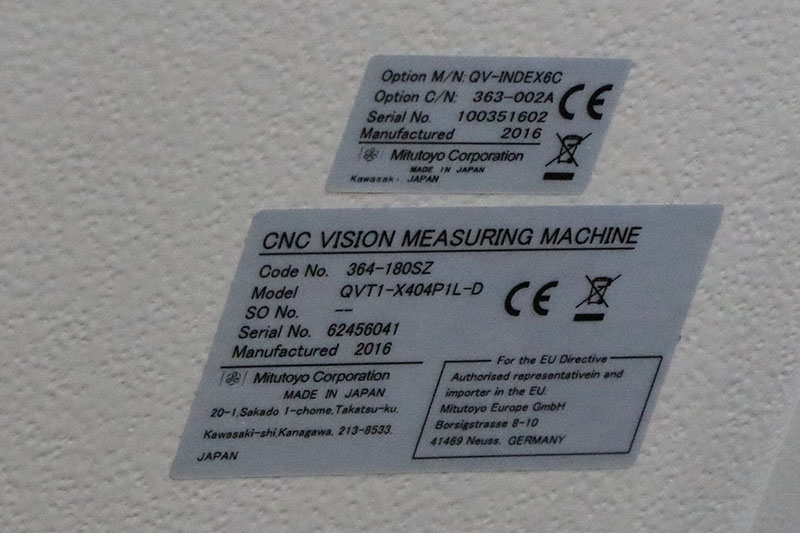 Option M/N: QV-INDEX6C
Option C/N: 363-002A
Serial No. 100351602
Manufactured 2016
Mitutoyo Corporation
MADE IN JAPAN
Kawasaki, JAPAN
CNC VISION MEASURING MACHINE
Code No. 364-180SZ
Model QVT1-X404P1L-D
SO No. --
Serial No. 62456041
Manufactured 2016
Mitutoyo Corporation
MADE IN JAPAN
20-1,Sakado 1-chome,Takatsu-ku,
Kawasaki-shi,Kanagawa, 213-8533,
JAPAN
CE
CE
For the EU Directive
Authorised representativein and
importer in the EU.
Mitutoyo Europe GmbH
Borsigstrasse 8-10
41469 Neuss, GERMANY